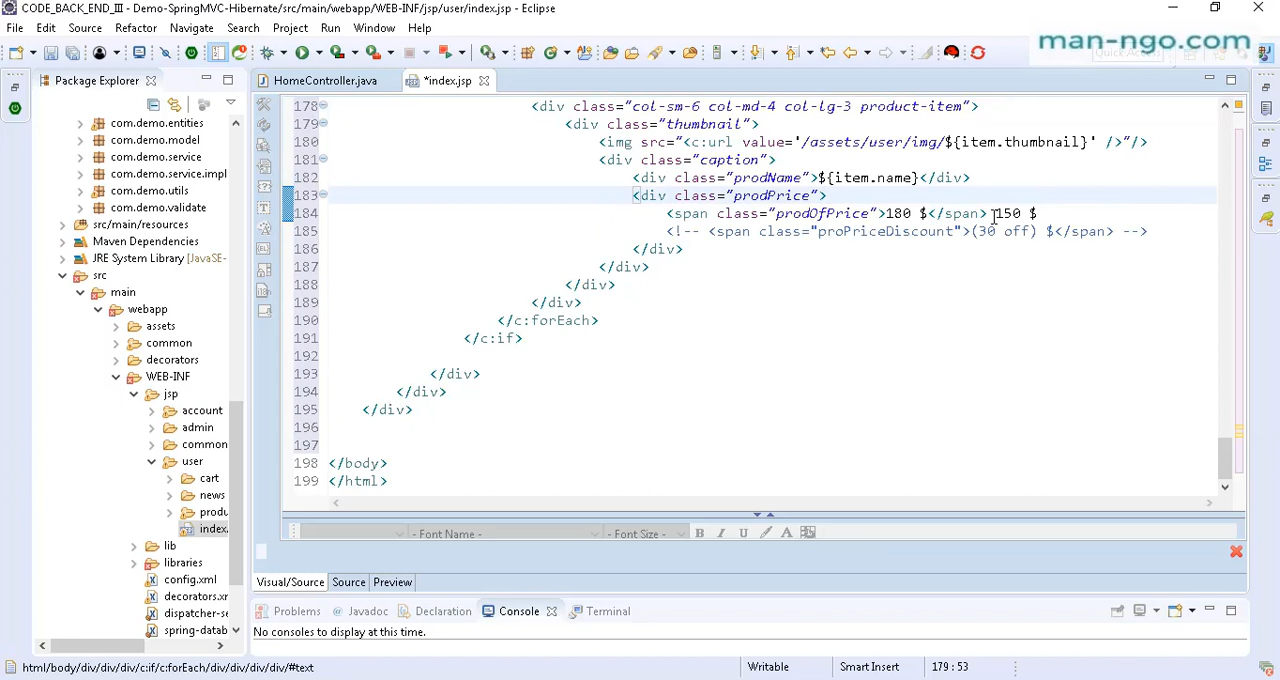 CODE_BACK_END_III - Demo-SpringMVC-Hibernate/src/main/webapp/WEB-INF/jsp/user/index.jsp - Eclipse
File Edit Source Refactor Navigate Search Project Run Window Help
man-ngo.com
Package Explorer
HomeController.java
*index.jsp
com.demo.entities
com.demo.model
com.demo.service
com.demo.service.impl
com.demo.utils
com.demo.validate
src/main/resources
Maven Dependencies
JRE System Library [JavaSE-
src
main
webapp
assets
common
decorators
WEB-INF
jsp
account
admin
common
user
cart
news
produ
index.
lib
libraries
config.xml
decorators.xr
dispatcher-se
spring-datab
178 <div class="col-sm-6 col-md-4 col-lg-3 product-item">
179 <div class="thumbnail">
180 <img src="<c:url value='/assets/user/img/${item.thumbnail}' />"/>
181 <div class="caption">
182 <div class="prodName">${item.name}</div>
183 <div class="prodPrice">
184 <span class="prodOfPrice">180 $</span> 150 $
185 <!-- <span class="proPriceDiscount">(30 off) $</span> -->
186 </div>
187 </div>
188 </div>
189 </div>
190 </c:forEach>
191 </c:if>
192
193 </div>
194 </div>
195 </div>
196
197
198 </body>
199 </html>
- Font Name -
- Font Size -
B I U A
Visual/Source Source Preview
Problems Javadoc Declaration Console Terminal
No consoles to display at this time.
html/body/div/div/div/c:if/c:forEach/div/div/div/div/#text
Writable
Smart Insert
179 : 53